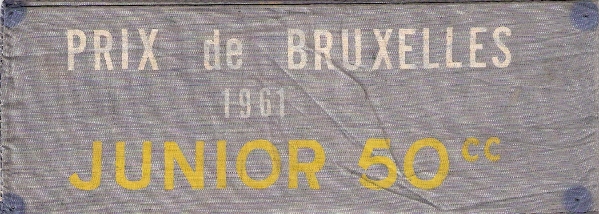 PRIX de BRUXELLES
1961
JUNIOR 50cc